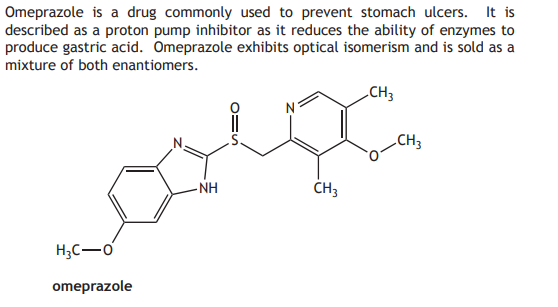 Omeprazole is a drug commonly used to prevent stomach ulcers. It is
described as a proton pump inhibitor as it reduces the ability of enzymes to
produce gastric acid. Omeprazole exhibits optical isomerism and is sold as a
mixture of both enantiomers.
CH3
O
N
S
CH3
N
O
NH
CH3
H3C—O
omeprazole